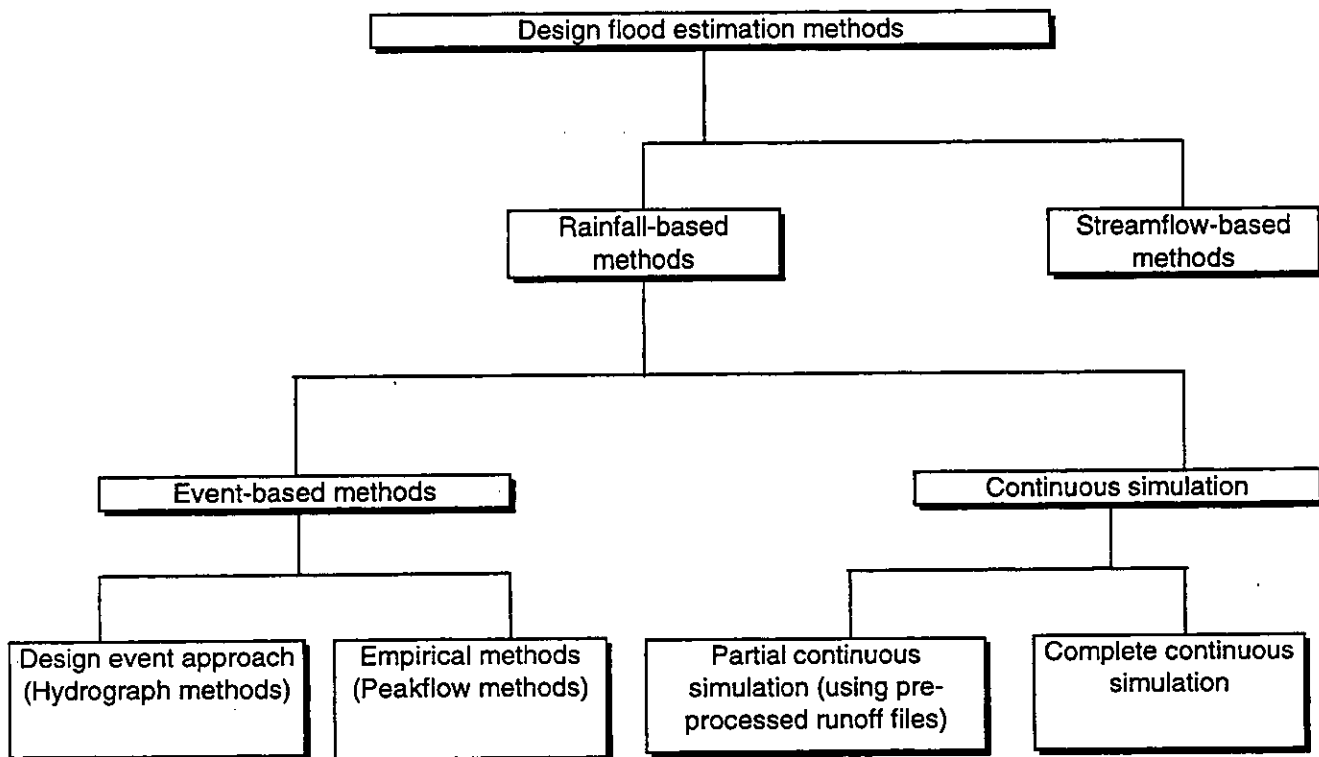 Design flood estimation methods
Rainfall-based
methods
Streamflow-based
methods
Event-based methods
Continuous simulation
Design event approach
(Hydrograph methods)
Empirical methods
(Peakflow methods)
Partial continuous
simulation (using pre-
processed runoff files)
Complete continuous
simulation